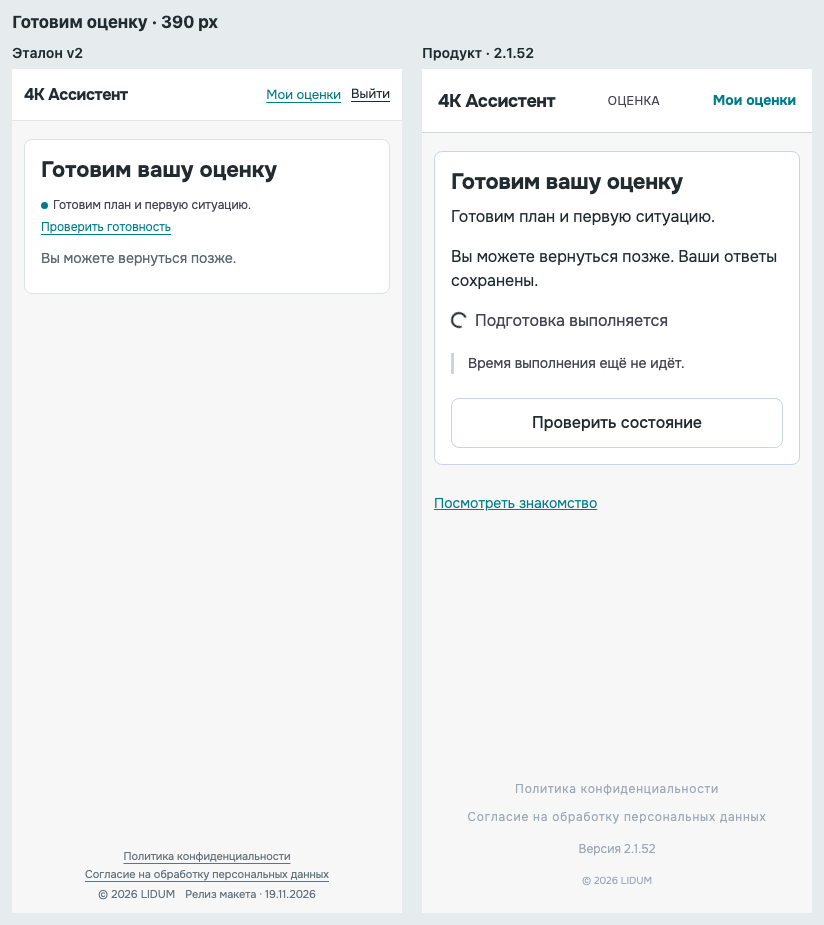 Готовим оценку · 390 px
Эталон v2
4К Ассистент
Мои оценки
Выйти
Готовим вашу оценку
Готовим план и первую ситуацию.
Проверить готовность
Вы можете вернуться позже.
Политика конфиденциальности
Согласие на обработку персональных данных
© 2026 LIDUM Релиз макета · 19.11.2026
Продукт · 2.1.52
4К Ассистент
ОЦЕНКА
Мои оценки
Готовим вашу оценку
Готовим план и первую ситуацию.
Вы можете вернуться позже. Ваши ответы
сохранены.
Подготовка выполняется
Время выполнения ещё не идёт.
Проверить состояние
Посмотреть знакомство
Политика конфиденциальности
Согласие на обработку персональных данных
Версия 2.1.52
© 2026 LIDUM